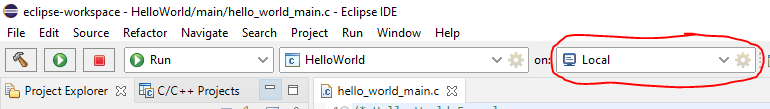 eclipse-workspace - HelloWorld/main/hello_world_main.c - Eclipse IDE
File Edit Source Refactor Navigate Search Project Run Window Help
Run HelloWorld on: Local
Project Explorer C/C++ Projects hello_world_main.c